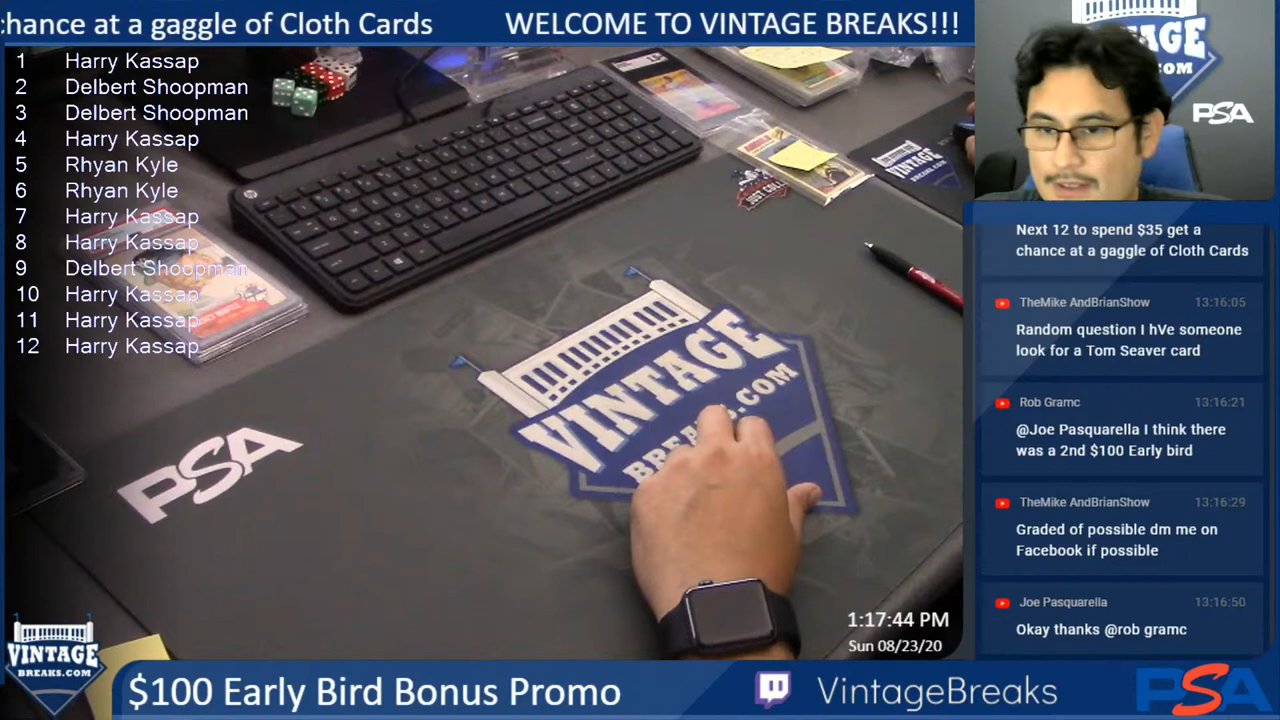 chance at a gaggle of Cloth Cards WELCOME TO VINTAGE BREAKS!!!
1 Harry Kassap
2 Delbert Shoopman
3 Delbert Shoopman
4 Harry Kassap
5 Rhyan Kyle
6 Rhyan Kyle
7 Harry Kassap
8 Harry Kassap
9 Delbert Shoopman
10 Harry Kassap
11 Harry Kassap
12 Harry Kassap
PSA
VINTAGE
.COM
PSA
1:17:44 PM
Sun 08/23/20
PSA
Next 12 to spend $35 get a
chance at a gaggle of Cloth Cards
TheMike AndBrianShow 13:16:05
Random question I hVe someone
look for a Tom Seaver card
Rob Gramc 13:16:21
@Joe Pasquarella I think there
was a 2nd $100 Early bird
TheMike AndBrianShow 13:16:29
Graded of possible dm me on
Facebook if possible
Joe Pasquarella 13:16:50
Okay thanks @rob gramc
VINTAGE
BREAKS.COM
$100 Early Bird Bonus Promo
VintageBreaks
PSA